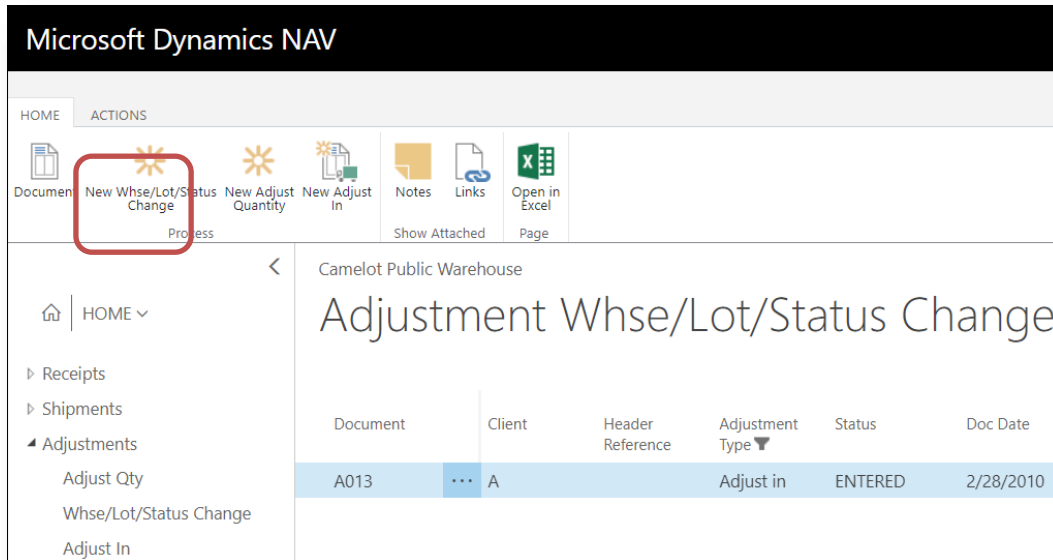 Microsoft Dynamics NAV
HOME ACTIONS
Document New Whse/Lot/Status Change New Adjust Quantity New Adjust In Notes Links Open in Excel
Process Show Attached Page
Camelot Public Warehouse
HOME
Adjustment Whse/Lot/Status Change
Receipts
Shipments
Adjustments
Adjust Qty
Whse/Lot/Status Change
Adjust In
Document Client Header Reference Adjustment Type Status Doc Date
A013 ... A Adjust in ENTERED 2/28/2010